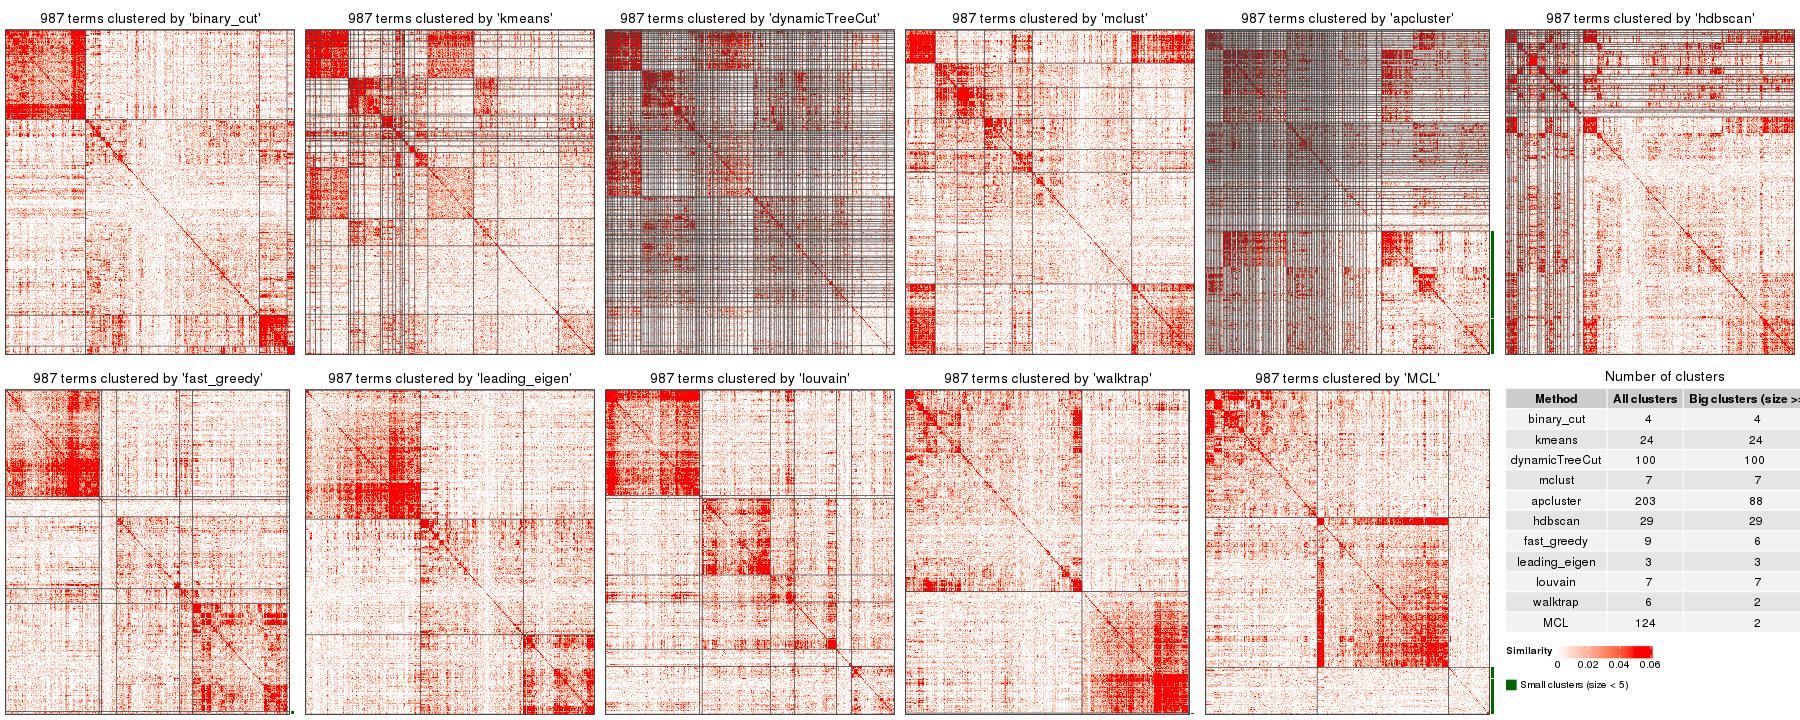 987 terms clustered by 'binary_cut'
987 terms clustered by 'kmeans'
987 terms clustered by 'dynamicTreeCut'
987 terms clustered by 'mclust'
987 terms clustered by 'apcluster'
987 terms clustered by 'hdbscan'
987 terms clustered by 'fast_greedy'
987 terms clustered by 'leading_eigen'
987 terms clustered by 'louvain'
987 terms clustered by 'walktrap'
987 terms clustered by 'MCL'
Number of clusters
Method All clusters Big clusters (size >
binary_cut 4 4
kmeans 24 24
dynamicTreeCut 100 100
mclust 7 7
apcluster 203 88
hdbscan 29 29
fast_greedy 9 6
leading_eigen 3 3
louvain 7 7
walktrap 6 2
MCL 124 2
Similarity
0 0.02 0.04 0.06
Small clusters (size < 5)